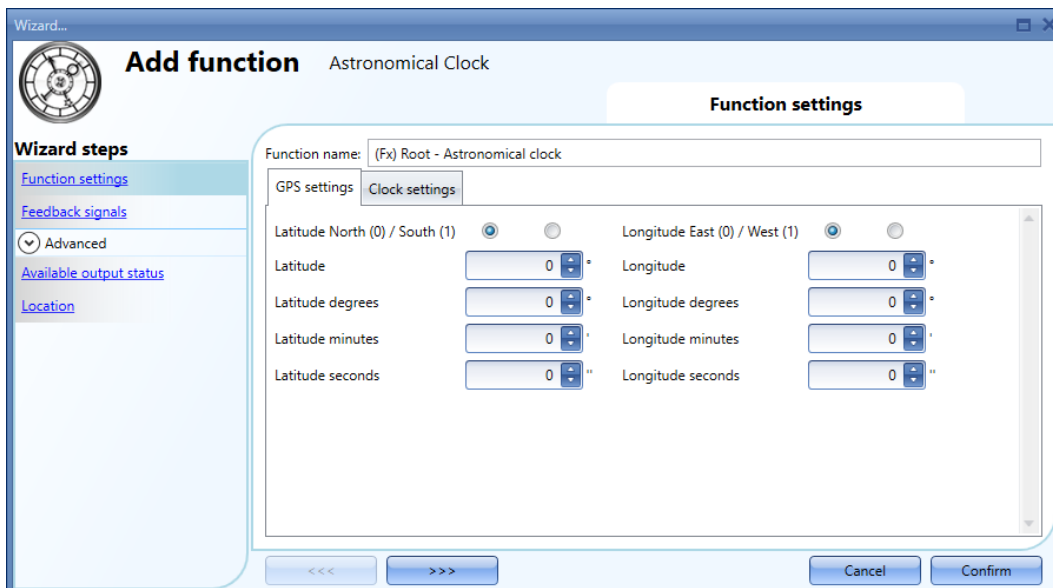 Wizard...
Add function Astronomical Clock
Function settings
Wizard steps
Function settings
Feedback signals
Advanced
Available output status
Location
Function name: (Fx) Root - Astronomical clock
GPS settings Clock settings
Latitude North (0) / South (1) Longitude East (0) / West (1)
Latitude 0 ° Longitude 0 °
Latitude degrees 0 ° Longitude degrees 0 °
Latitude minutes 0 ' Longitude minutes 0 '
Latitude seconds 0 " Longitude seconds 0 "
<<< >>> Cancel Confirm